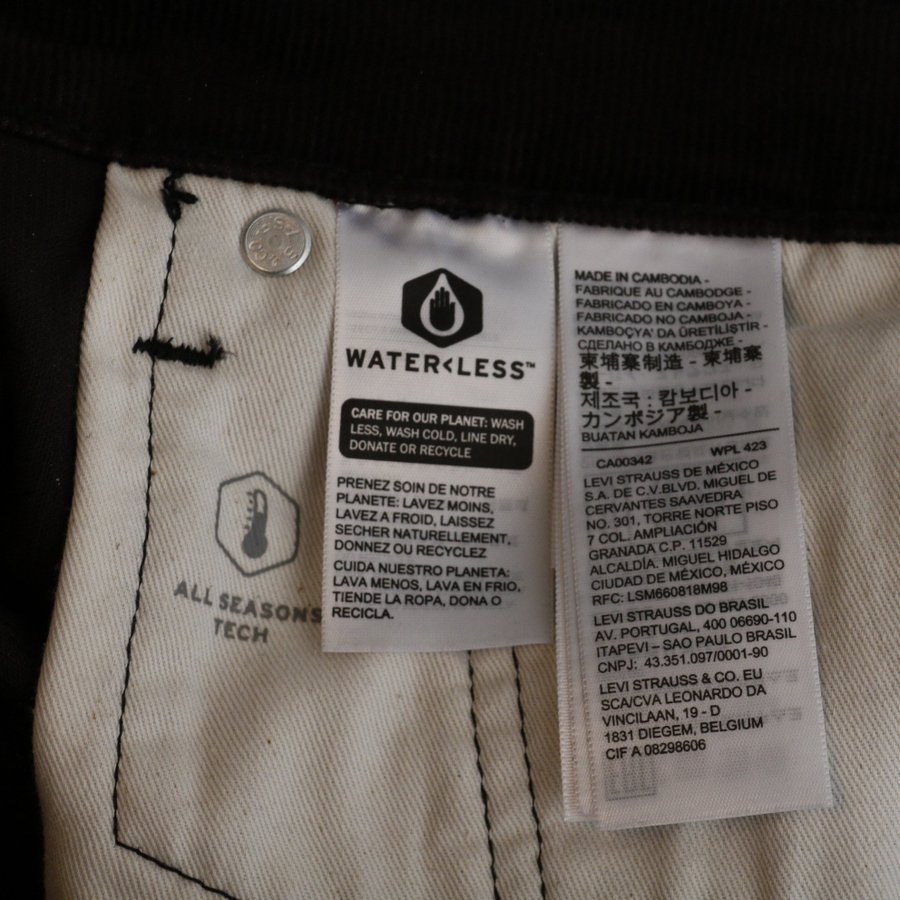 WATER<LESS™
CARE FOR OUR PLANET: WASH
LESS, WASH COLD, LINE DRY,
DONATE OR RECYCLE
PRENEZ SOIN DE NOTRE
PLANETE: LAVEZ MOINS,
LAVEZ A FROID, LAISSEZ
SECHER NATURELLEMENT,
DONNEZ OU RECYCLEZ
CUIDA NUESTRO PLANETA:
LAVA MENOS, LAVA EN FRIO,
TIENDE LA ROPA, DONA O
RECICLA.
ALL SEASONS
TECH
MADE IN CAMBODIA -
FABRIQUE AU CAMBODGE -
FABRICADO EN CAMBOYA -
FABRICADO NO CAMBOJA -
KAMBOÇYA' DA ÜRETİLİŞTİR -
СДЕЛАНО В КАМБОДЖЕ -
柬埔寨制造 - 柬埔寨
製 -
제조국 : 캄보디아 -
カンボジア製 -
BUATAN KAMBOJA
CA00342 WPL 423
LEVI STRAUSS DE MÉXICO
S.A. DE C.V.BLVD. MIGUEL DE
CERVANTES SAAVEDRA
NO. 301, TORRE NORTE PISO
7 COL. AMPLIACIÓN
GRANADA C.P. 11529
ALCALDÍA. MIGUEL HIDALGO
CIUDAD DE MÉXICO, MÉXICO
RFC: LSM660818M98
LEVI STRAUSS DO BRASIL
AV. PORTUGAL, 400 06690-110
ITAPEVI – SAO PAULO BRASIL
CNPJ: 43.351.097/0001-90
LEVI STRAUSS & CO. EU
SCA/CVA LEONARDO DA
VINCILAAN, 19 - D
1831 DIEGEM, BELGIUM
CIF A 08298606